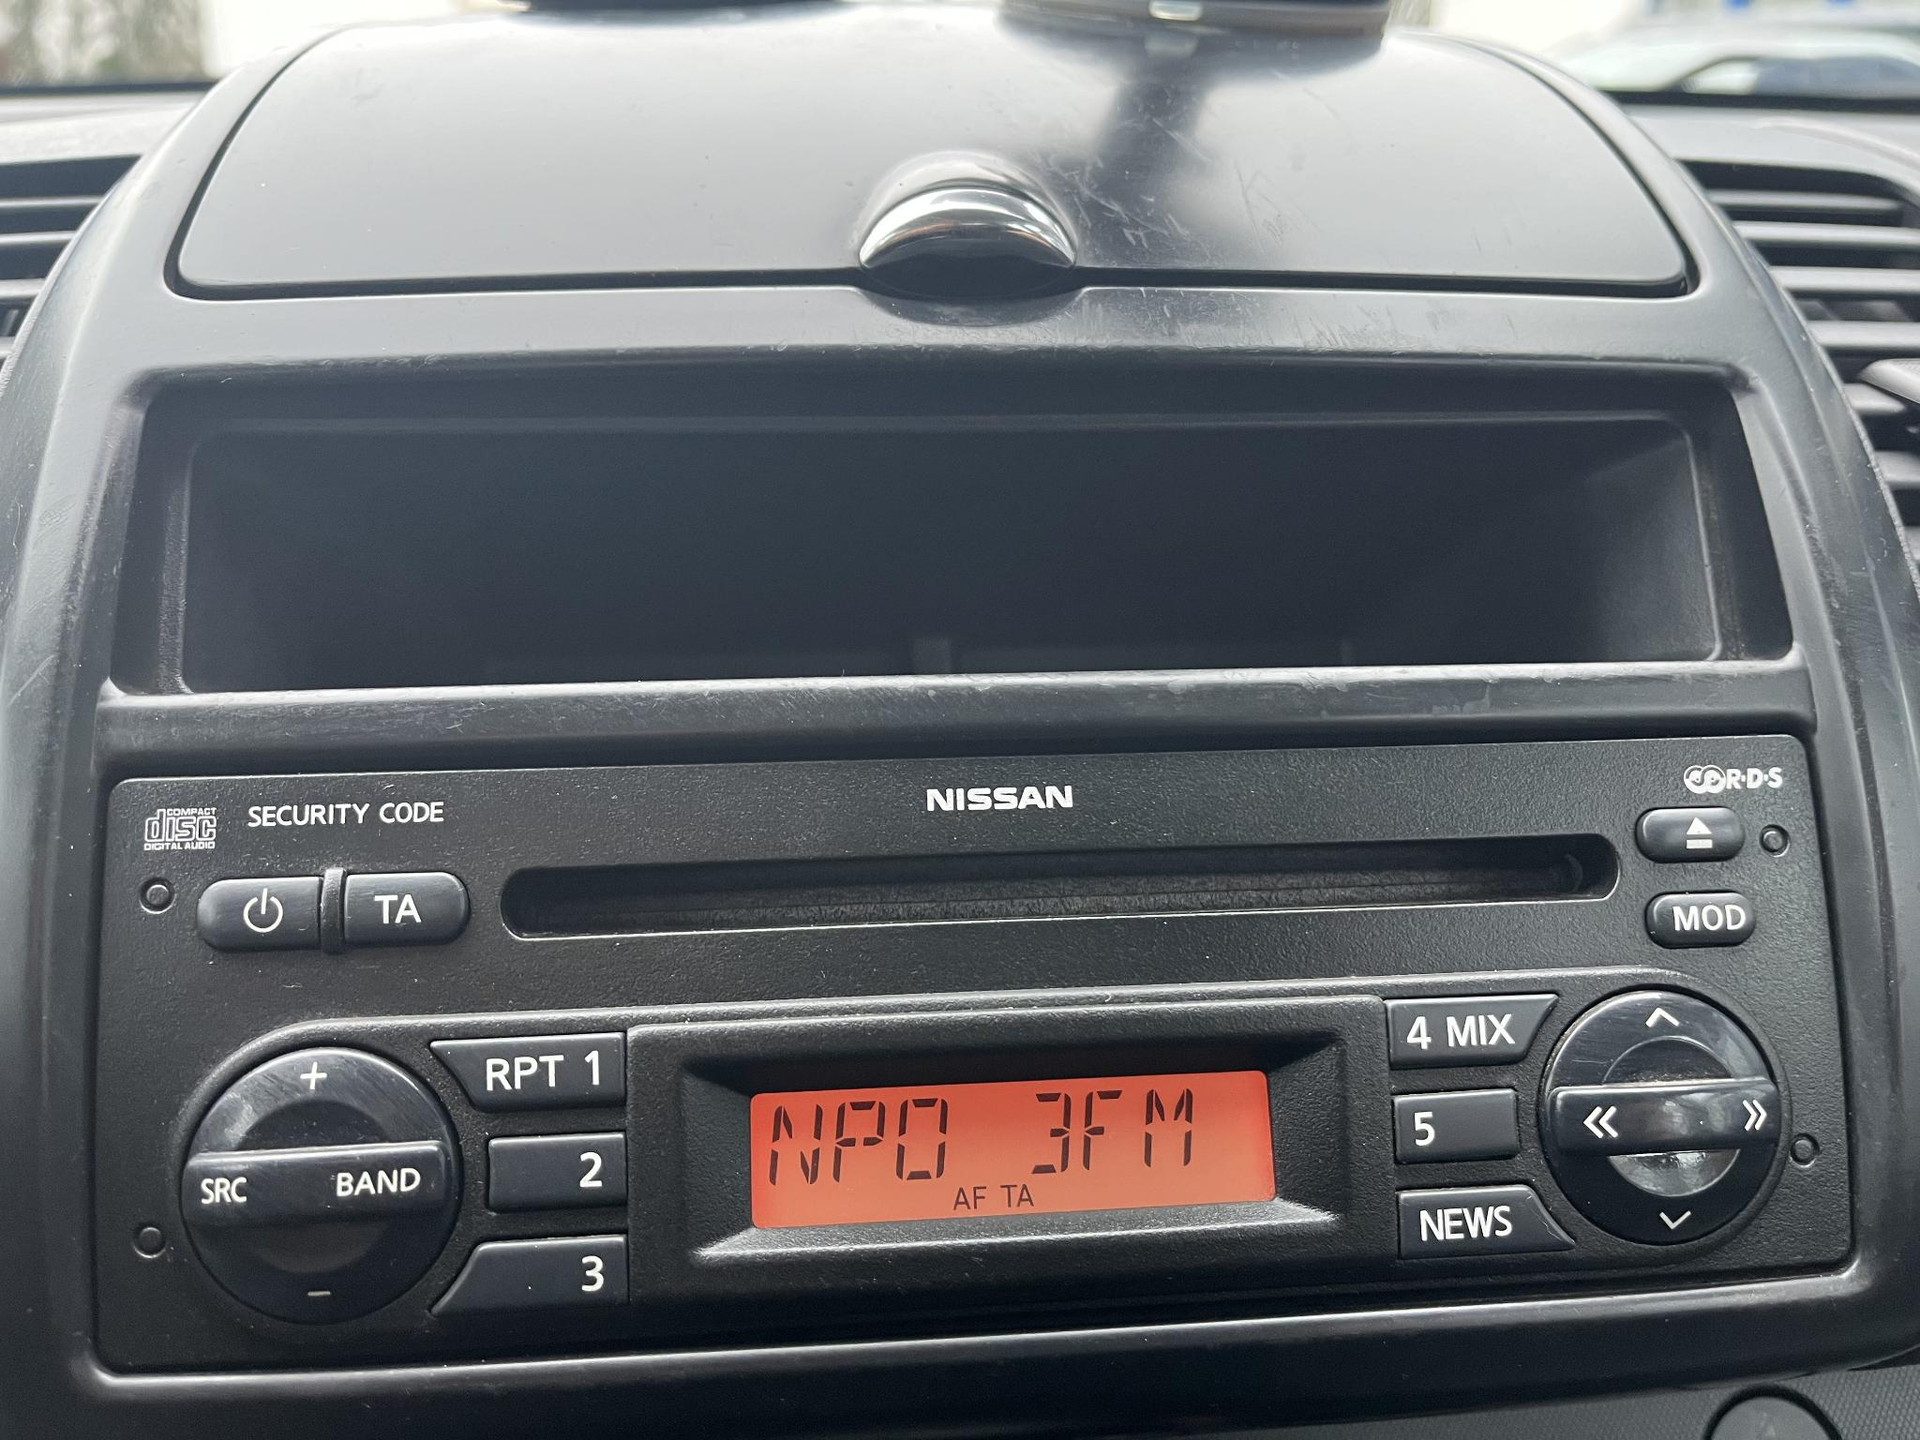 NISSAN
R·D·S
COMPACT
disc
DIGITAL AUDIO
SECURITY CODE
TA
MOD
RPT 1
4 MIX
NPO 3FM
AF TA
SRC
BAND
2
5
3
NEWS